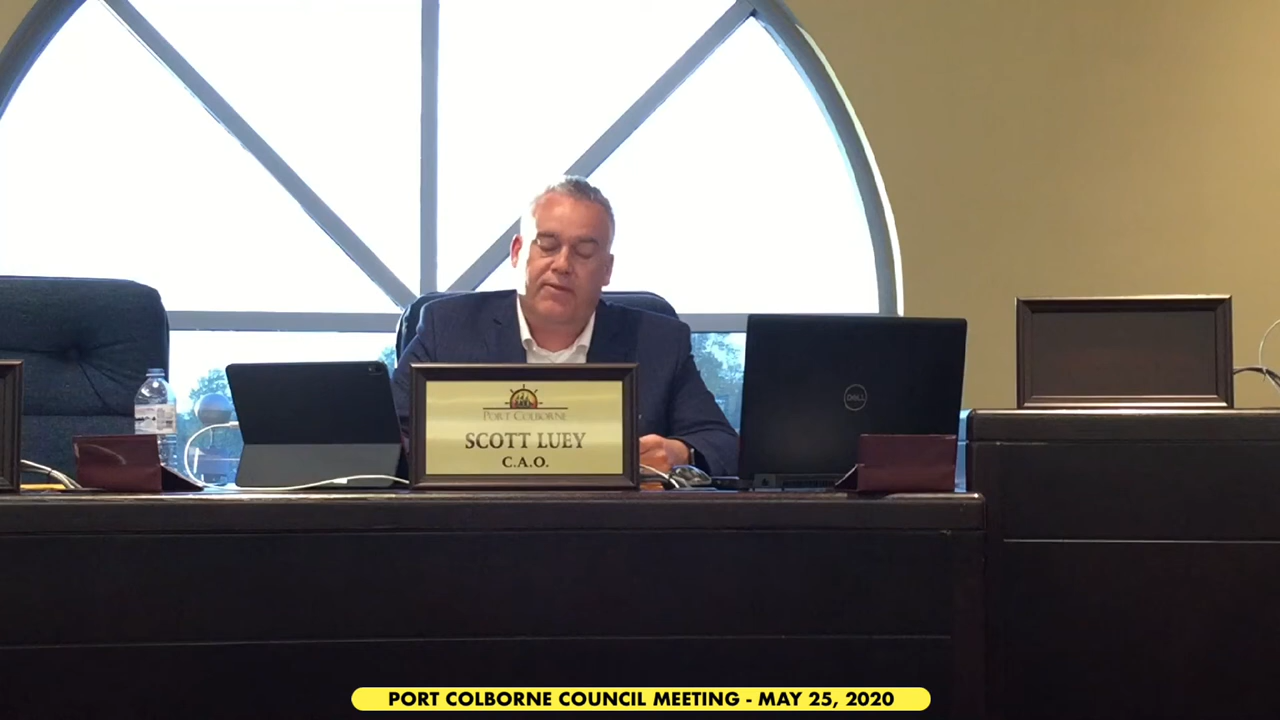 PORT COLBORNE
SCOTT LUEY
C.A.O.
DELL
PORT COLBORNE COUNCIL MEETING - MAY 25, 2020